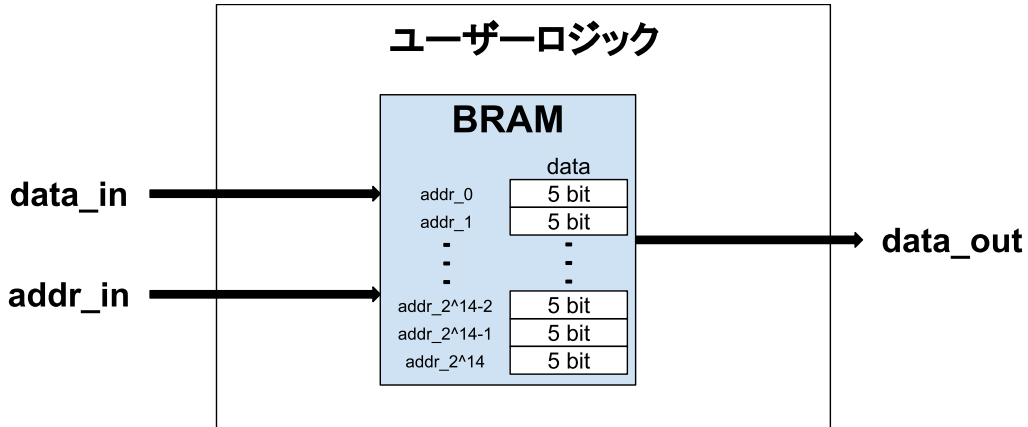 ユーザーロジック
BRAM
data
data_in
addr_0 5 bit
addr_1 5 bit
data_out
addr_in
addr_2^14-2 5 bit
addr_2^14-1 5 bit
addr_2^14 5 bit